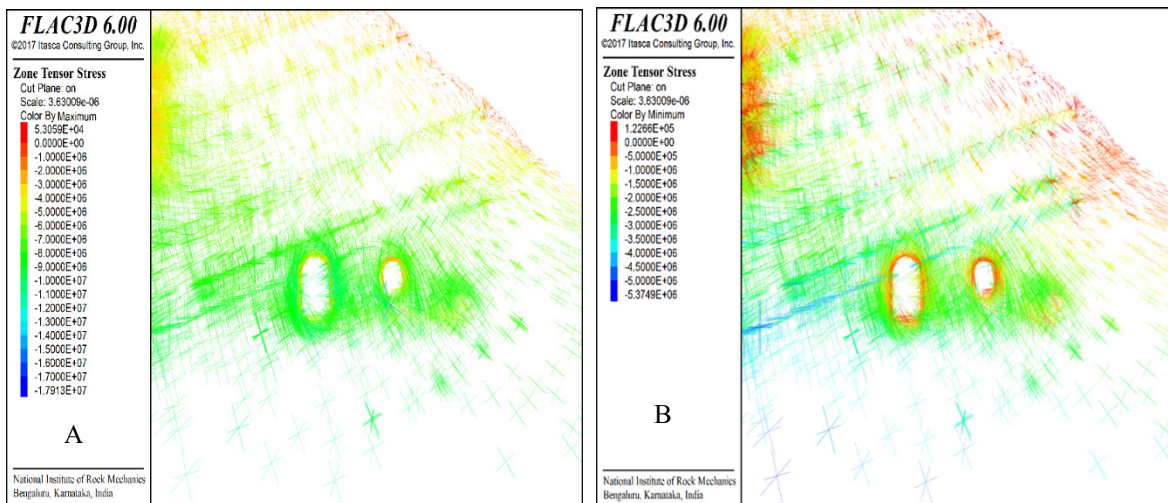 FLAC3D 6.00
©2017 Itasca Consulting Group, Inc.
Zone Tensor Stress
Cut Plane: on
Scale: 3.63009e-06
Color By Maximum
5.3059E+04
0.0000E+00
-1.0000E+06
-2.0000E+06
-3.0000E+06
-4.0000E+06
-5.0000E+06
-6.0000E+06
-7.0000E+06
-8.0000E+06
-9.0000E+06
-1.0000E+07
-1.1000E+07
-1.2000E+07
-1.3000E+07
-1.4000E+07
-1.5000E+07
-1.6000E+07
-1.7000E+07
-1.7913E+07
A
National Institute of Rock Mechanics
Bengaluru, Karnataka, India
FLAC3D 6.00
©2017 Itasca Consulting Group, Inc.
Zone Tensor Stress
Cut Plane: on
Scale: 3.63009e-06
Color By Minimum
1.2266E+05
0.0000E+00
-5.0000E+05
-1.0000E+06
-1.5000E+06
-2.0000E+06
-2.5000E+06
-3.0000E+06
-3.5000E+06
-4.0000E+06
-4.5000E+06
-5.0000E+06
-5.3749E+06
B
National Institute of Rock Mechanics
Bengaluru, Karnataka, India